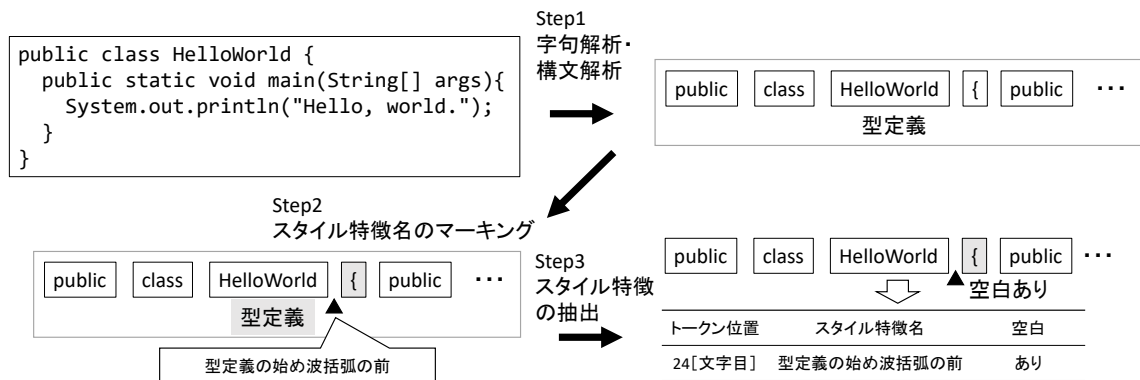 public class HelloWorld {
public static void main(String[] args){
System.out.println("Hello, world.");
}
}
Step1
字句解析・
構文解析
public class HelloWorld { public ・・・
型定義
Step2
スタイル特徴名のマーキング
public class HelloWorld { public ・・・
型定義
型定義の始め波括弧の前
Step3
スタイル特徴
の抽出
public class HelloWorld { public ・・・
空白あり
トークン位置 スタイル特徴名 空白
24[文字目] 型定義の始め波括弧の前 あり